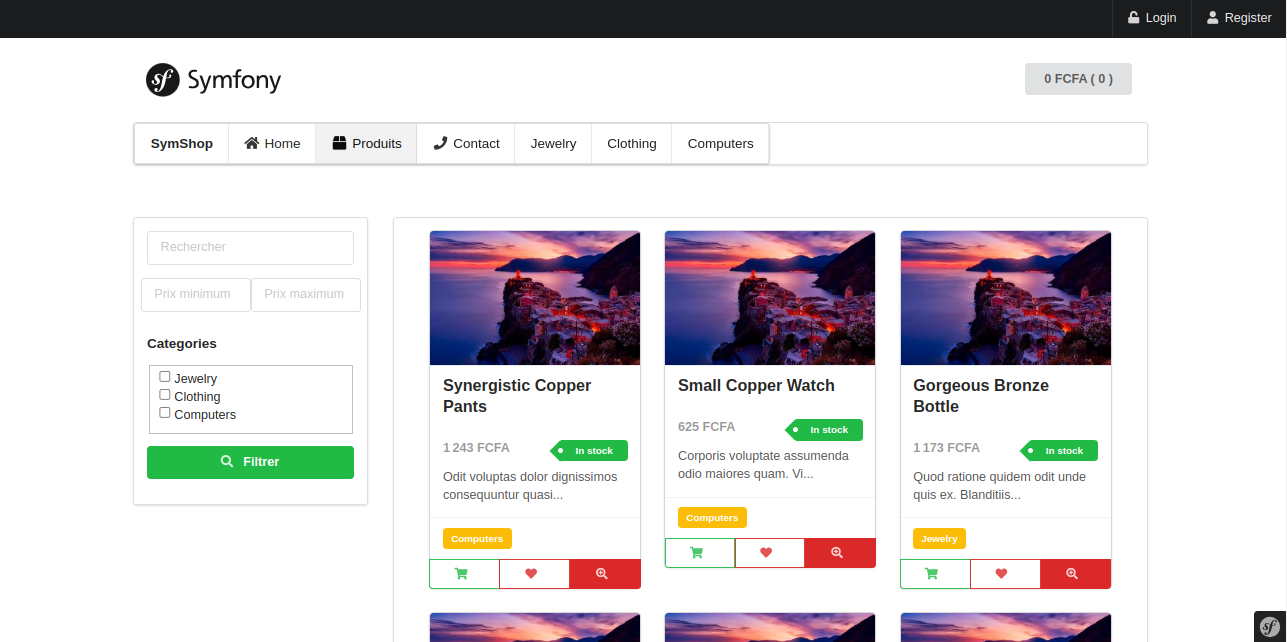 Login
Register
sf Symfony
0 FCFA ( 0 )
SymShop
Home
Produits
Contact
Jewelry
Clothing
Computers
Rechercher
Prix minimum
Prix maximum
Categories
Jewelry
Clothing
Computers
Filtrer
Synergistic Copper
Pants
1 243 FCFA
In stock
Odit voluptas dolor dignissimos
consequuntur quasi...
Computers
Small Copper Watch
625 FCFA
In stock
Corporis voluptate assumenda
odio maiores quam. Vi...
Computers
Gorgeous Bronze
Bottle
1 173 FCFA
In stock
Quod ratione quidem odit unde
quis ex. Blanditiis...
Jewelry
sf